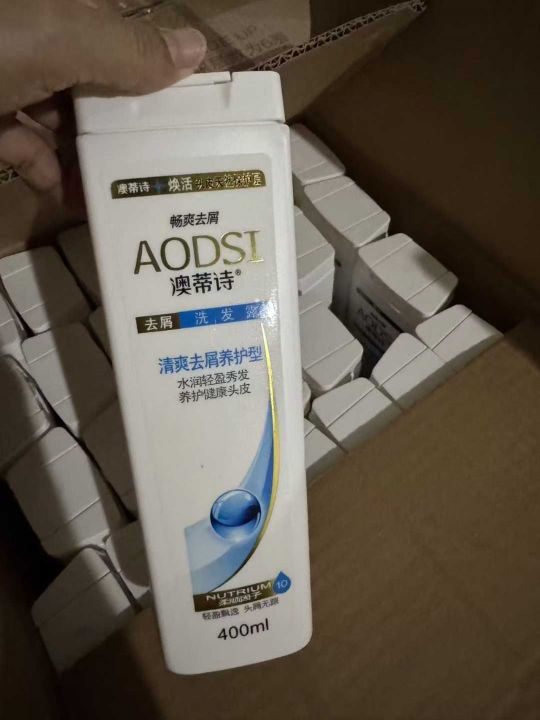 澳蒂诗 焕活
畅爽去屑
AODSI
澳蒂诗®
去屑 洗发露
清爽去屑养护型
水润轻盈秀发
养护健康头皮
NUTRIUM 10
轻盈飘逸 头屑无踪
400ml
AOD